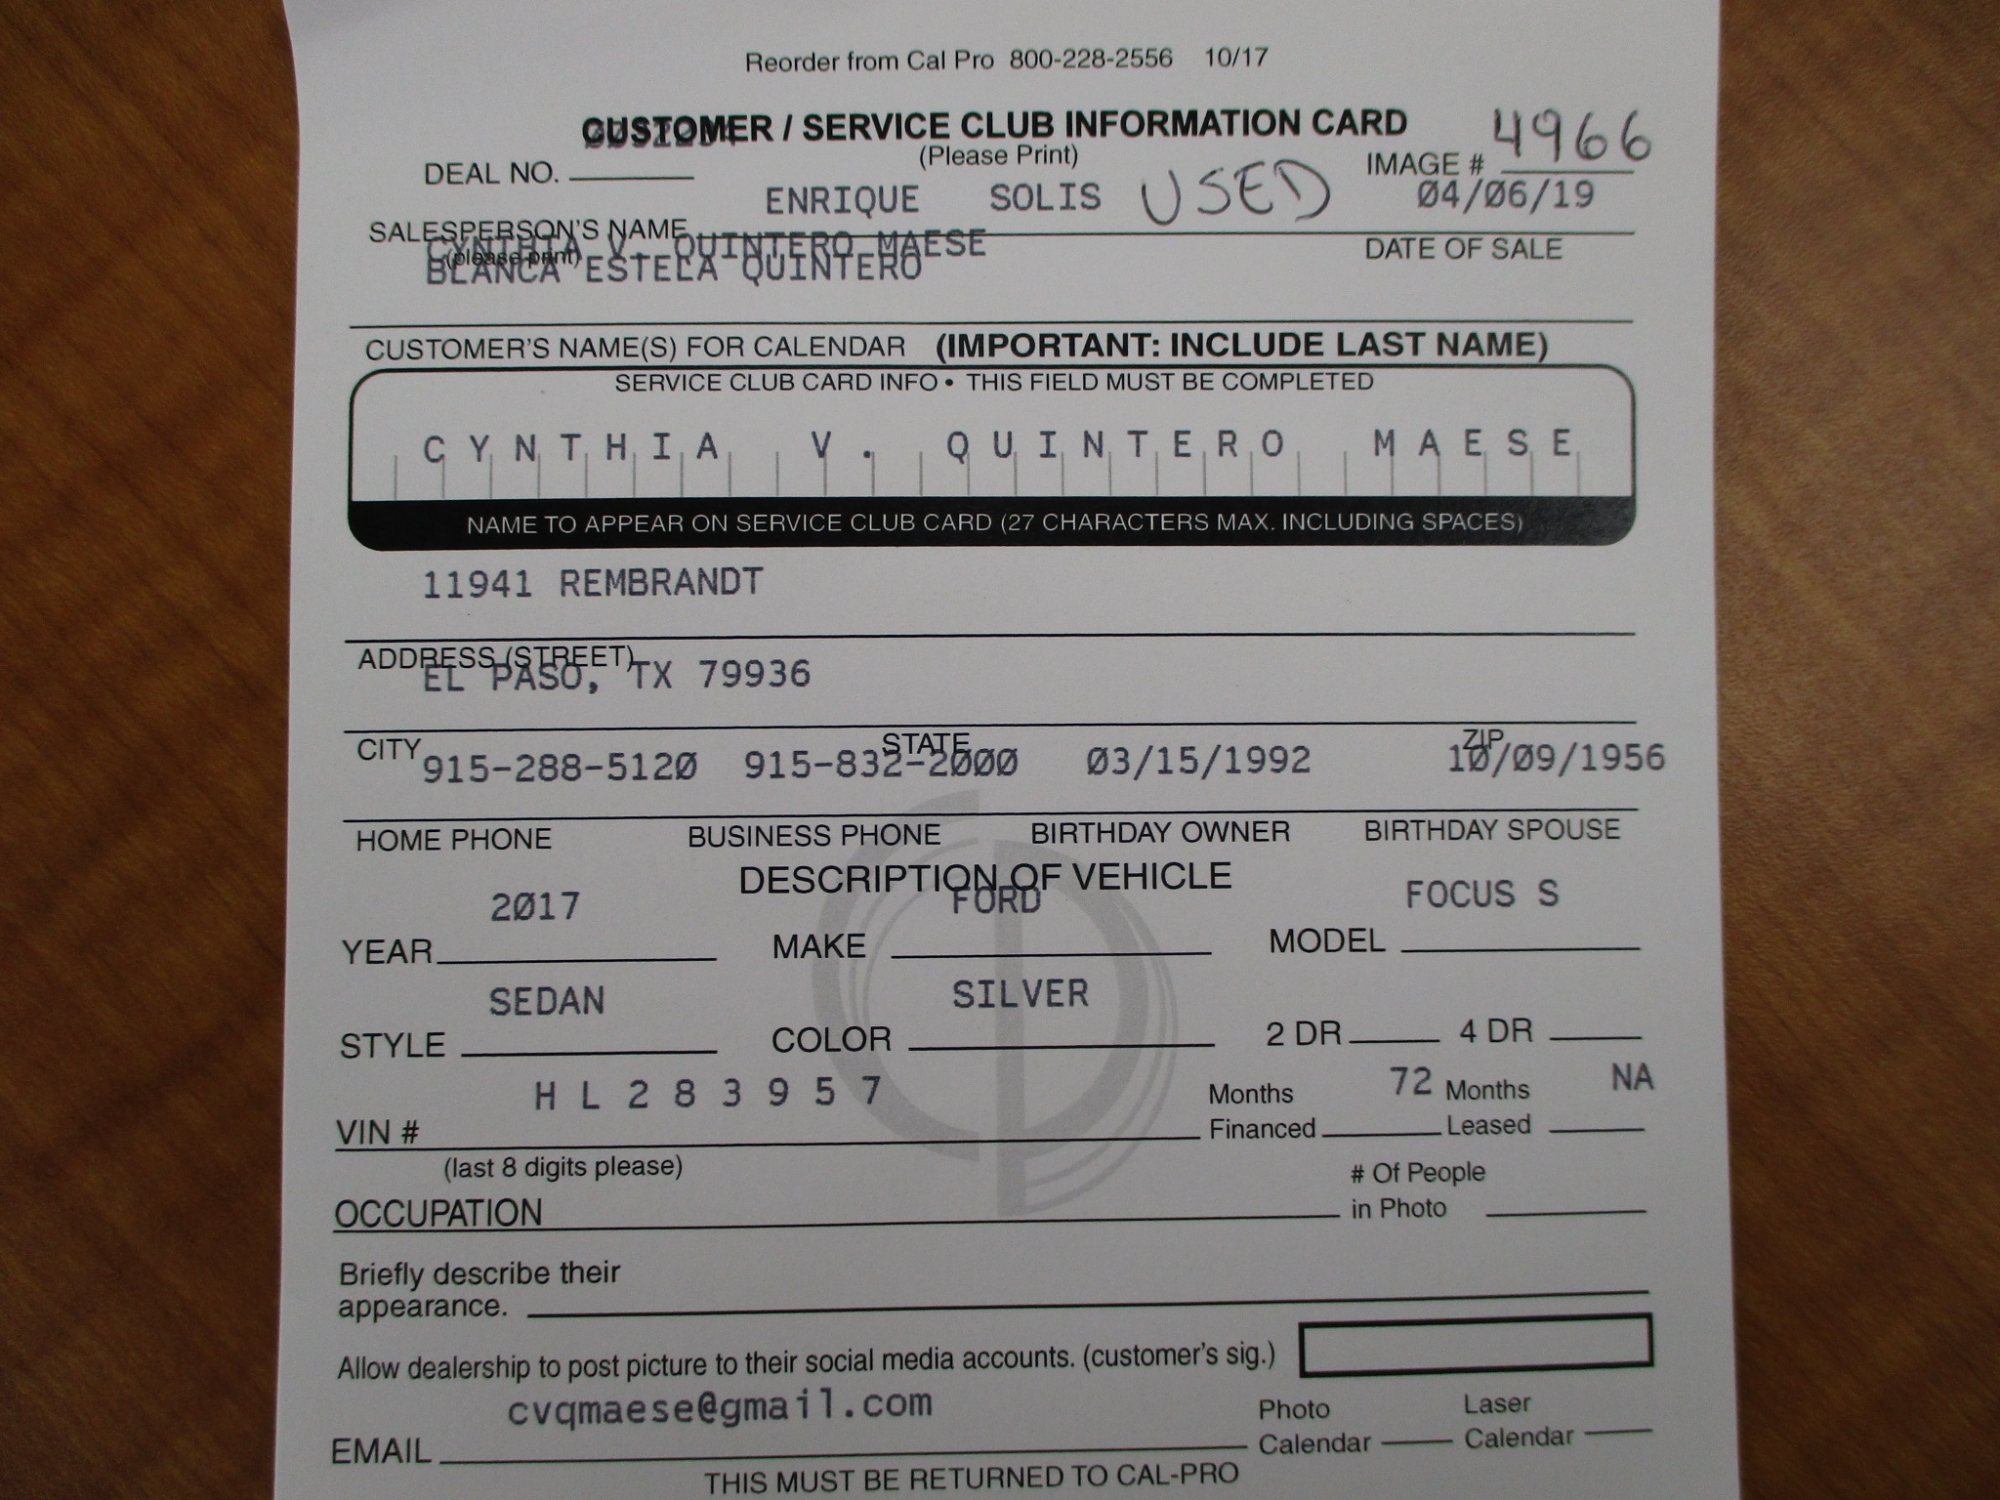 Reorder from Cal Pro 800-228-2556 10/17
CUSTOMER / SERVICE CLUB INFORMATION CARD
(Please Print)
4966
DEAL NO.
IMAGE #
ENRIQUE SOLIS USED 04/06/19
SALESPERSON'S NAME
(please print)
DATE OF SALE
CYNTHIA V. QUINTERO MAESE
BLANCA ESTELA QUINTERO
CUSTOMER'S NAME(S) FOR CALENDAR (IMPORTANT: INCLUDE LAST NAME)
SERVICE CLUB CARD INFO • THIS FIELD MUST BE COMPLETED
CYNTHIA V. QUINTERO MAESE
NAME TO APPEAR ON SERVICE CLUB CARD (27 CHARACTERS MAX. INCLUDING SPACES)
11941 REMBRANDT
ADDRESS (STREET)
EL PASO, TX 79936
CITY STATE ZIP
915-288-5120 915-832-2000 03/15/1992 10/09/1956
HOME PHONE BUSINESS PHONE BIRTHDAY OWNER BIRTHDAY SPOUSE
DESCRIPTION OF VEHICLE
2017 FORD FOCUS S
YEAR MAKE MODEL
SEDAN SILVER
STYLE COLOR 2 DR 4 DR
HL283957 Months 72 Months NA
VIN # Financed Leased
(last 8 digits please) # Of People
OCCUPATION in Photo
Briefly describe their
appearance.
Allow dealership to post picture to their social media accounts. (customer's sig.)
cvqmaese@gmail.com Photo Laser
EMAIL Calendar Calendar
THIS MUST BE RETURNED TO CAL-PRO